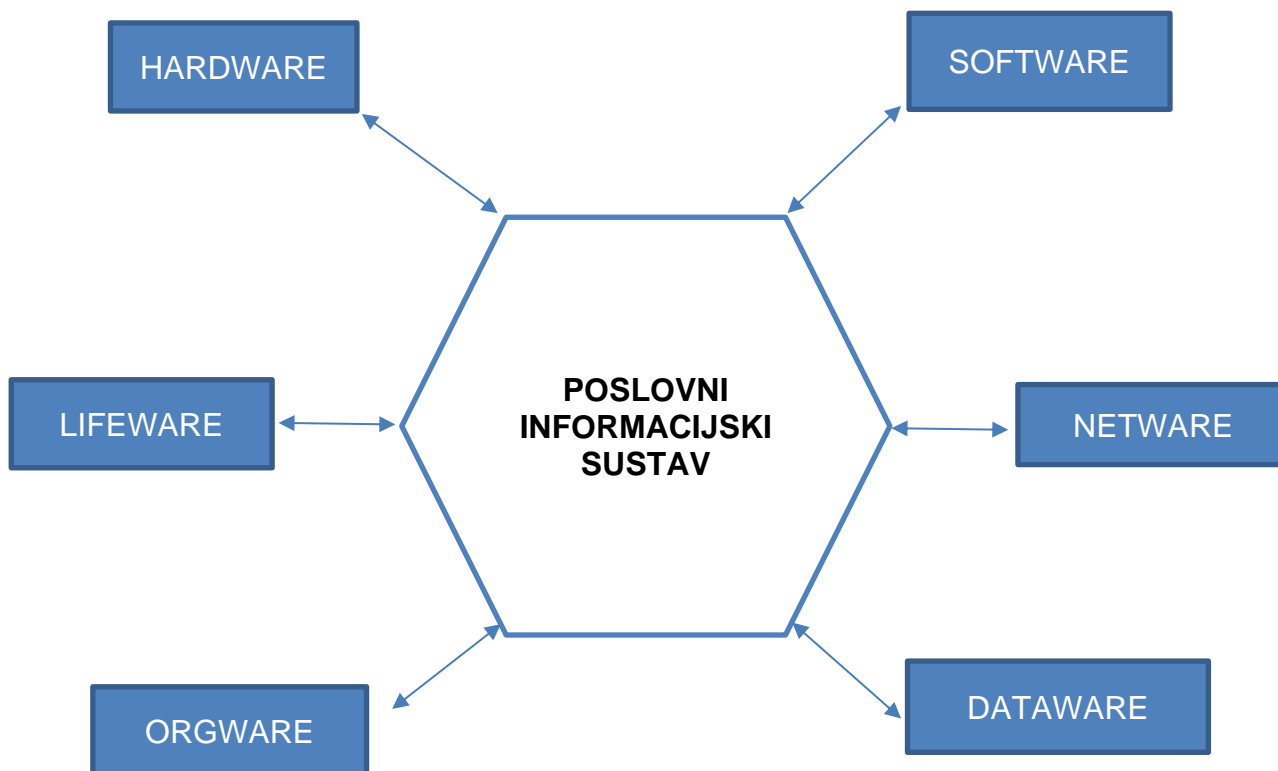 HARDWARE
SOFTWARE
LIFEWARE
POSLOVNI
INFORMACIJSKI
SUSTAV
NETWARE
ORGWARE
DATAWARE